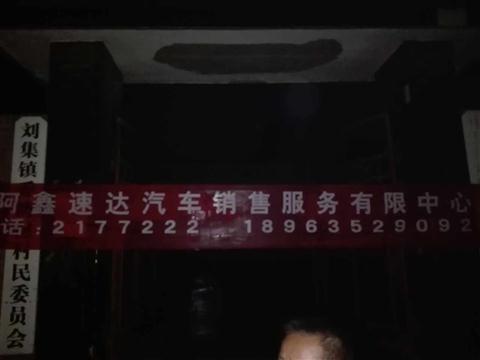 刘集镇
村民委员会
阿鑫速达汽车销售服务有限中心
话:2177222 18963529092